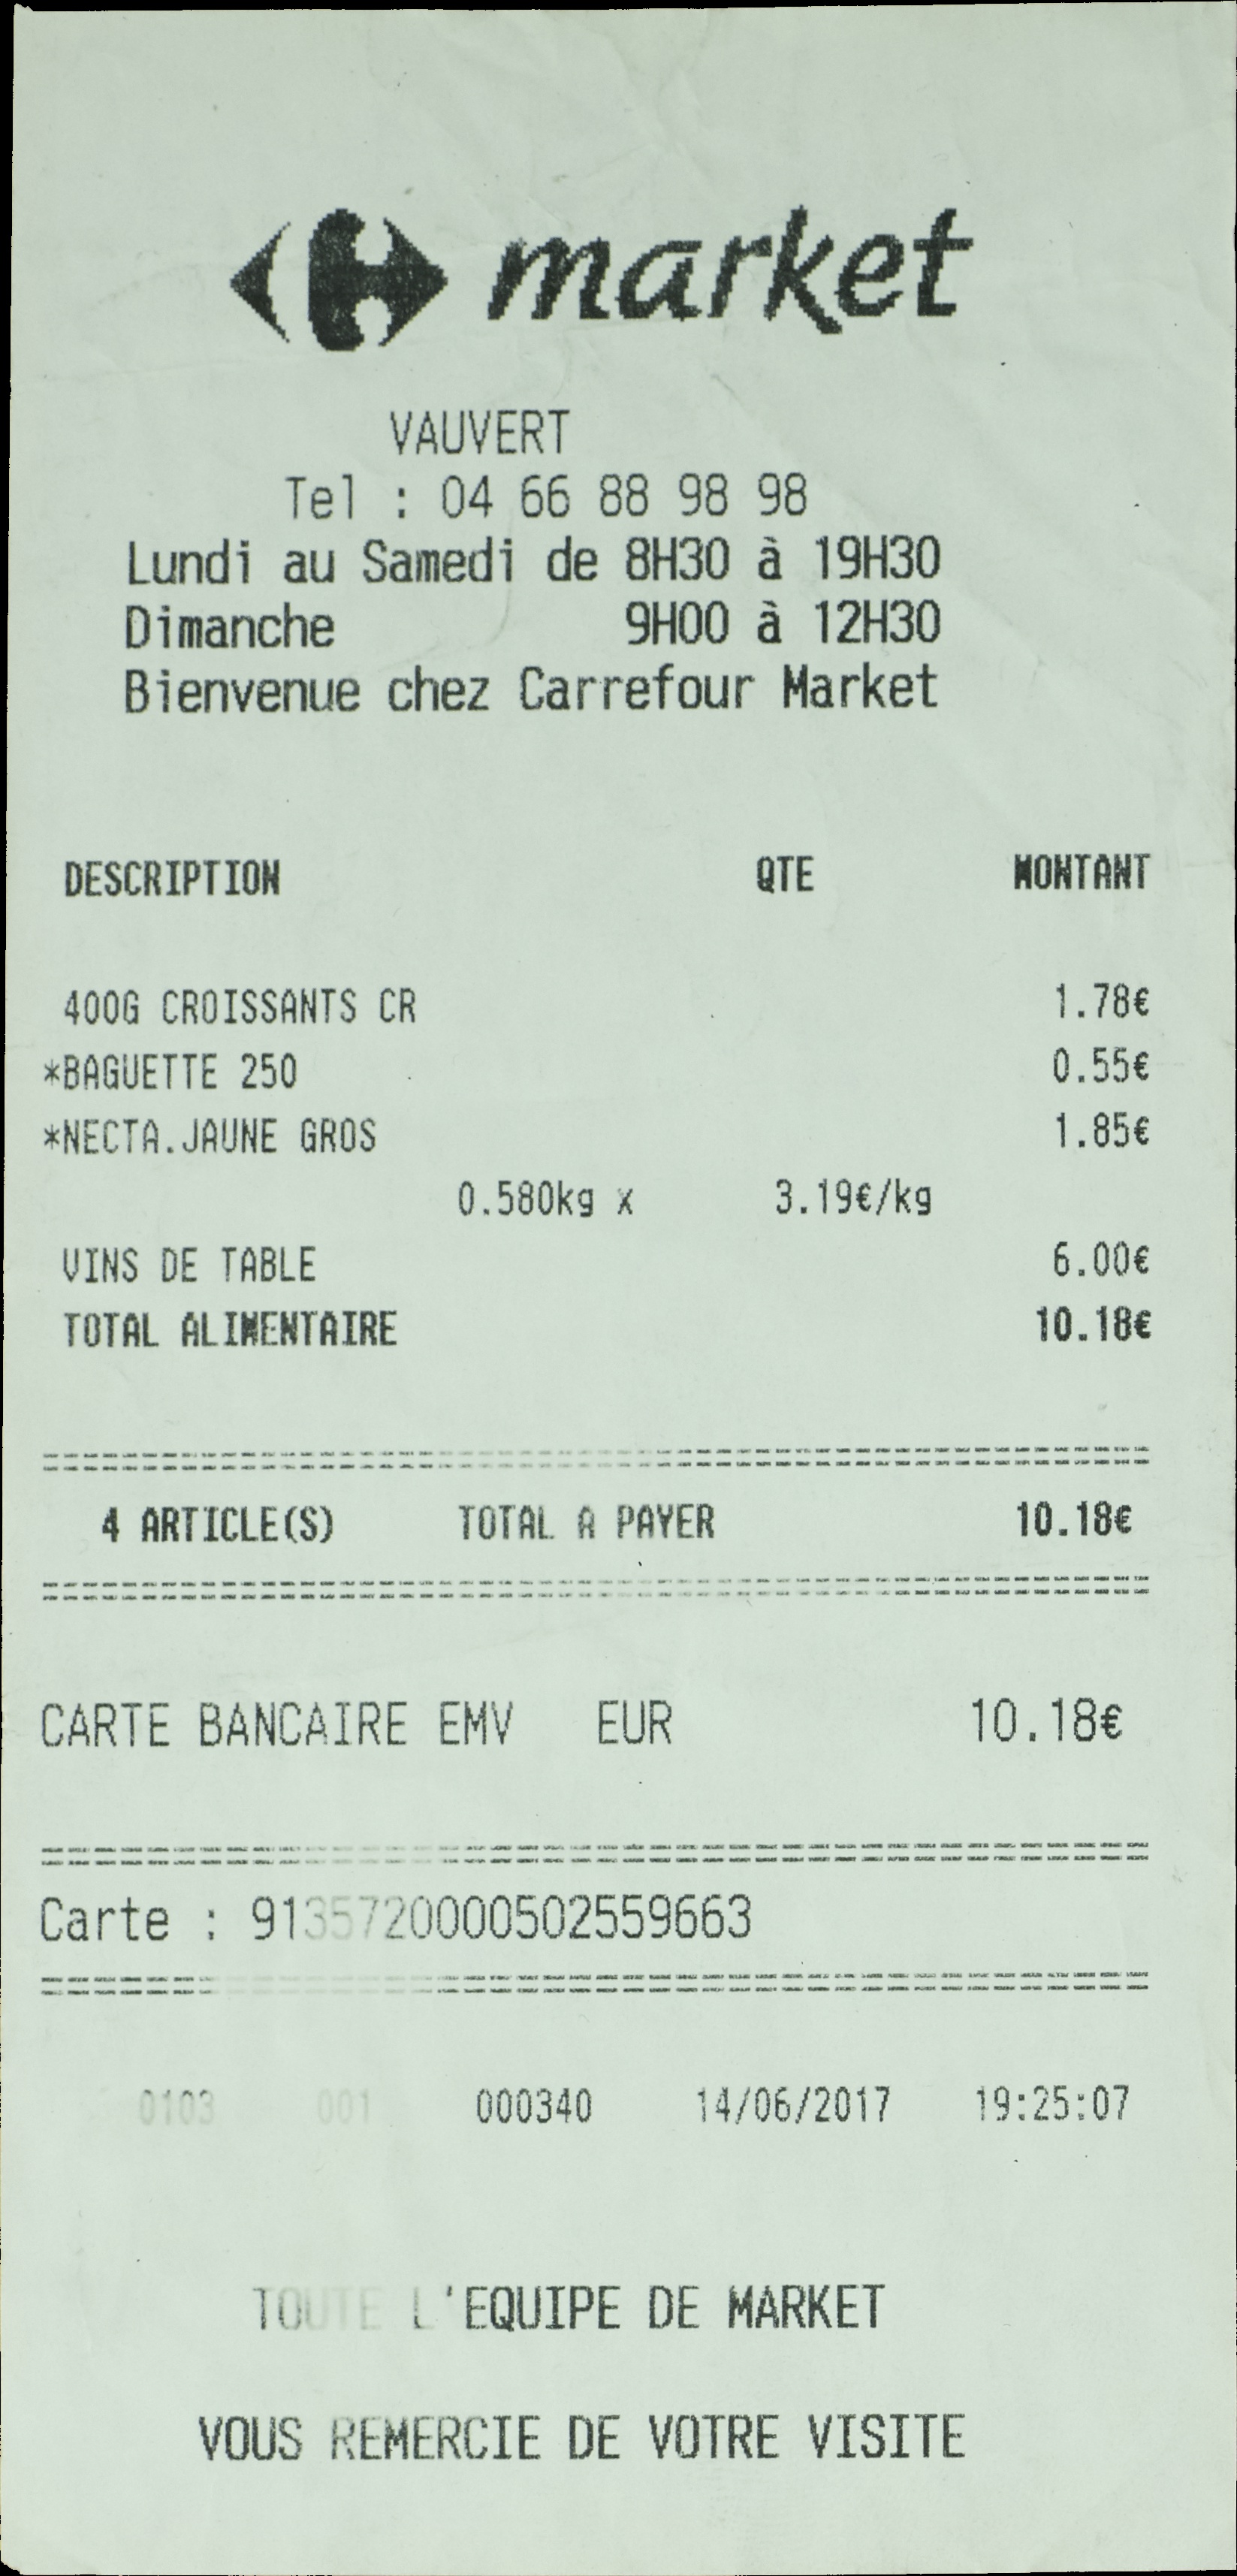 market
VAUVERT
Tel : 04 66 88 98 98
Lundi au Samedi de 8H30 à 19H30
Dimanche 9H00 à 12H30
Bienvenue chez Carrefour Market
DESCRIPTION QTE MONTANT
400G CROISSANTS CR 1.78€
*BAGUETTE 250 0.55€
*NECTA.JAUNE GROS 1.85€
0.580kg x 3.19€/kg
VINS DE TABLE 6.00€
TOTAL ALIMENTAIRE 10.18€
4 ARTICLE(S) TOTAL A PAYER 10.18€
CARTE BANCAIRE EMV EUR 10.18€
Carte : 9135720000502559663
0103 001 000340 14/06/2017 19:25:07
TOUTE L'EQUIPE DE MARKET
VOUS REMERCIE DE VOTRE VISITE